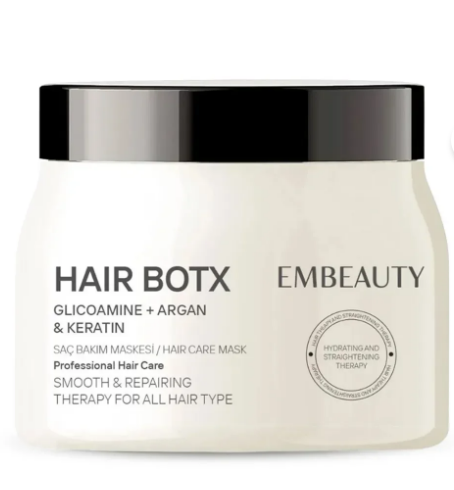 HAIR BOTX
EMBEAUTY
GLICOAMINE + ARGAN
& KERATIN
SAÇ BAKIM MASKESİ / HAIR CARE MASK
Professional Hair Care
SMOOTH & REPAIRING
THERAPY FOR ALL HAIR TYPE
HYDRATING AND
STRAIGHTENING
THERAPY